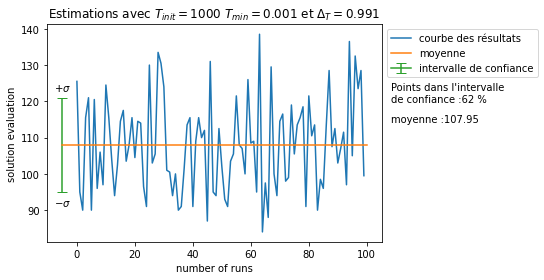 Estimations avec $T_{init}=1000$ $T_{min}=0.001$ et $\Delta_T=0.991$
solution evaluation
140
130
120
110
100
90
+σ
−σ
0
20
40
60
80
100
number of runs
courbe des résultats
moyenne
intervalle de confiance
Points dans l'intervalle
de confiance :62 %
moyenne :107.95